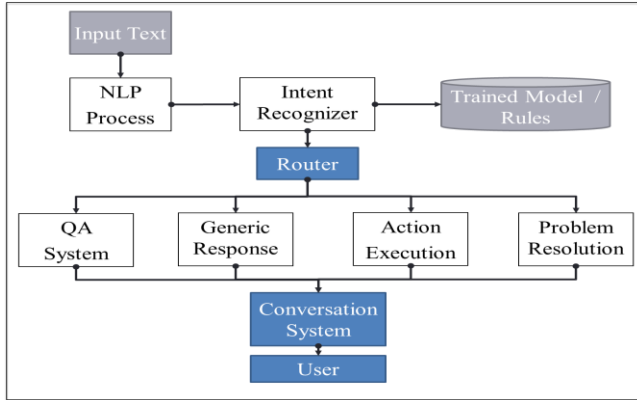 Input Text
NLP
Process
Intent
Recognizer
Trained Model /
Rules
Router
QA
System
Generic
Response
Action
Execution
Problem
Resolution
Conversation
System
User